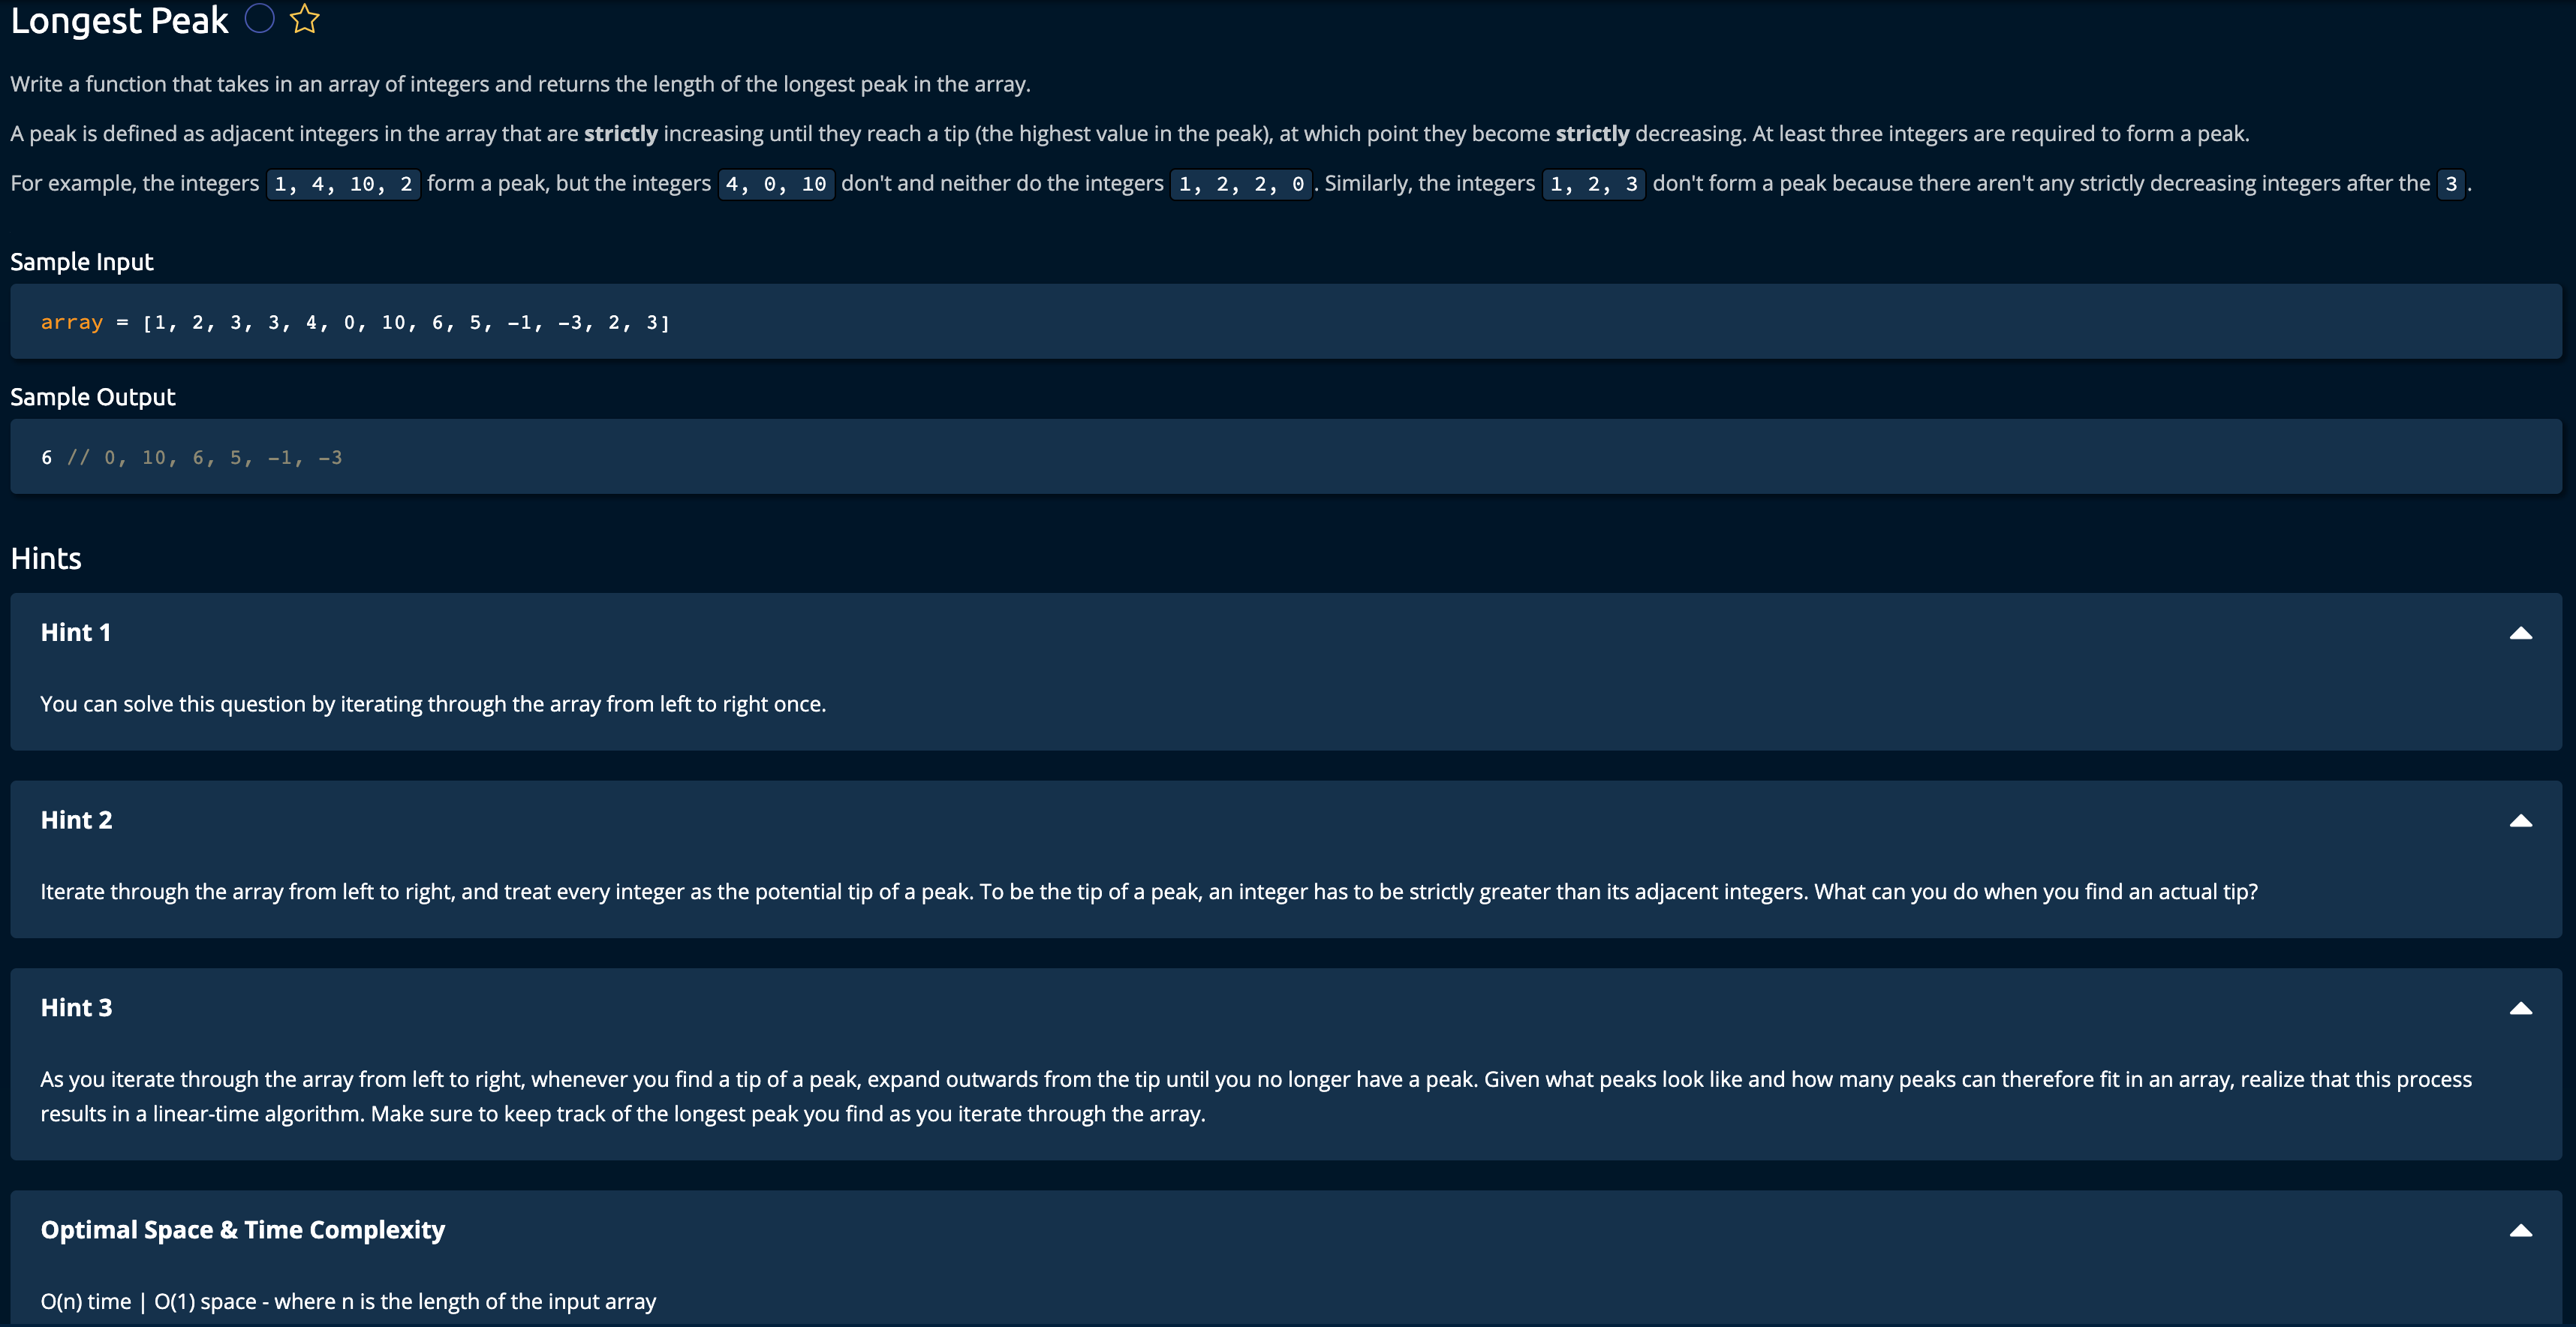 Longest Peak
Write a function that takes in an array of integers and returns the length of the longest peak in the array.
A peak is defined as adjacent integers in the array that are strictly increasing until they reach a tip (the highest value in the peak), at which point they become strictly decreasing. At least three integers are required to form a peak.
For example, the integers 1, 4, 10, 2 form a peak, but the integers 4, 0, 10 don't and neither do the integers 1, 2, 2, 0. Similarly, the integers 1, 2, 3 don't form a peak because there aren't any strictly decreasing integers after the 3.
Sample Input
array = [1, 2, 3, 3, 4, 0, 10, 6, 5, -1, -3, 2, 3]
Sample Output
6 // 0, 10, 6, 5, -1, -3
Hints
Hint 1
You can solve this question by iterating through the array from left to right once.
Hint 2
Iterate through the array from left to right, and treat every integer as the potential tip of a peak. To be the tip of a peak, an integer has to be strictly greater than its adjacent integers. What can you do when you find an actual tip?
Hint 3
As you iterate through the array from left to right, whenever you find a tip of a peak, expand outwards from the tip until you no longer have a peak. Given what peaks look like and how many peaks can therefore fit in an array, realize that this process
results in a linear-time algorithm. Make sure to keep track of the longest peak you find as you iterate through the array.
Optimal Space & Time Complexity
O(n) time | O(1) space - where n is the length of the input array